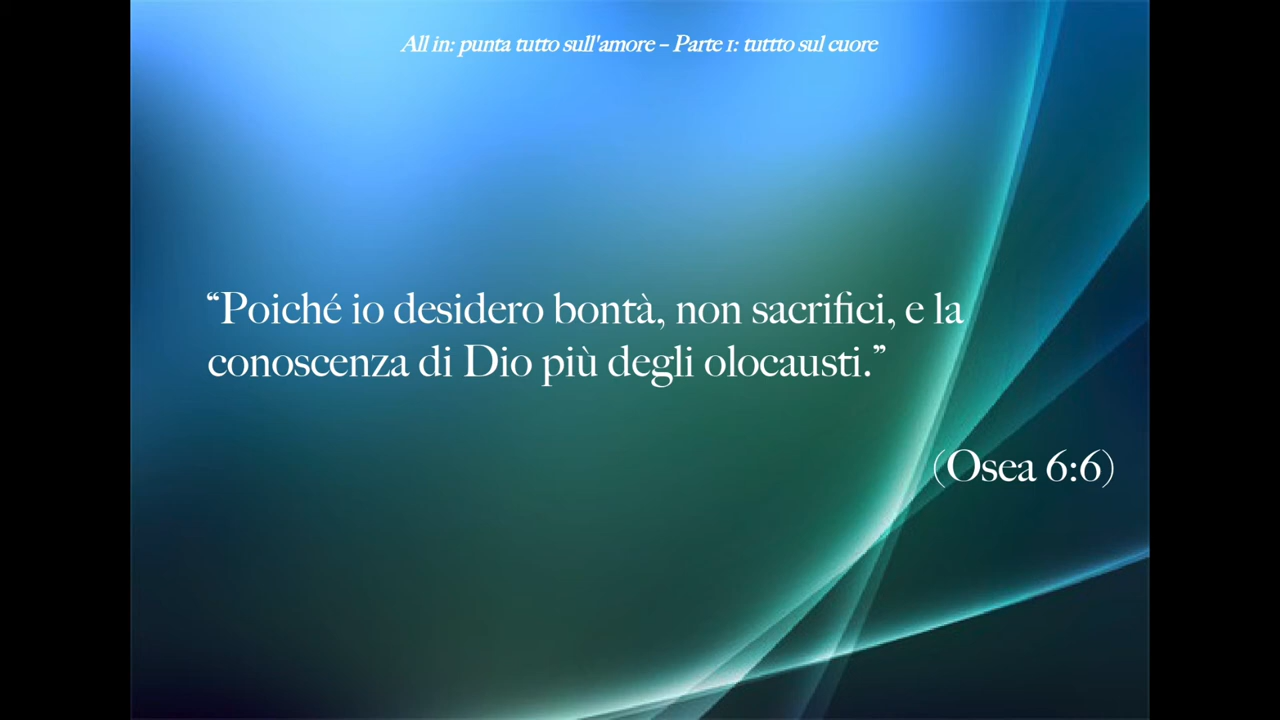 All in: punta tutto sull'amore – Parte 1: tuttto sul cuore
“Poiché io desidero bontà, non sacrifici, e la
conoscenza di Dio più degli olocausti.”
(Osea 6:6)